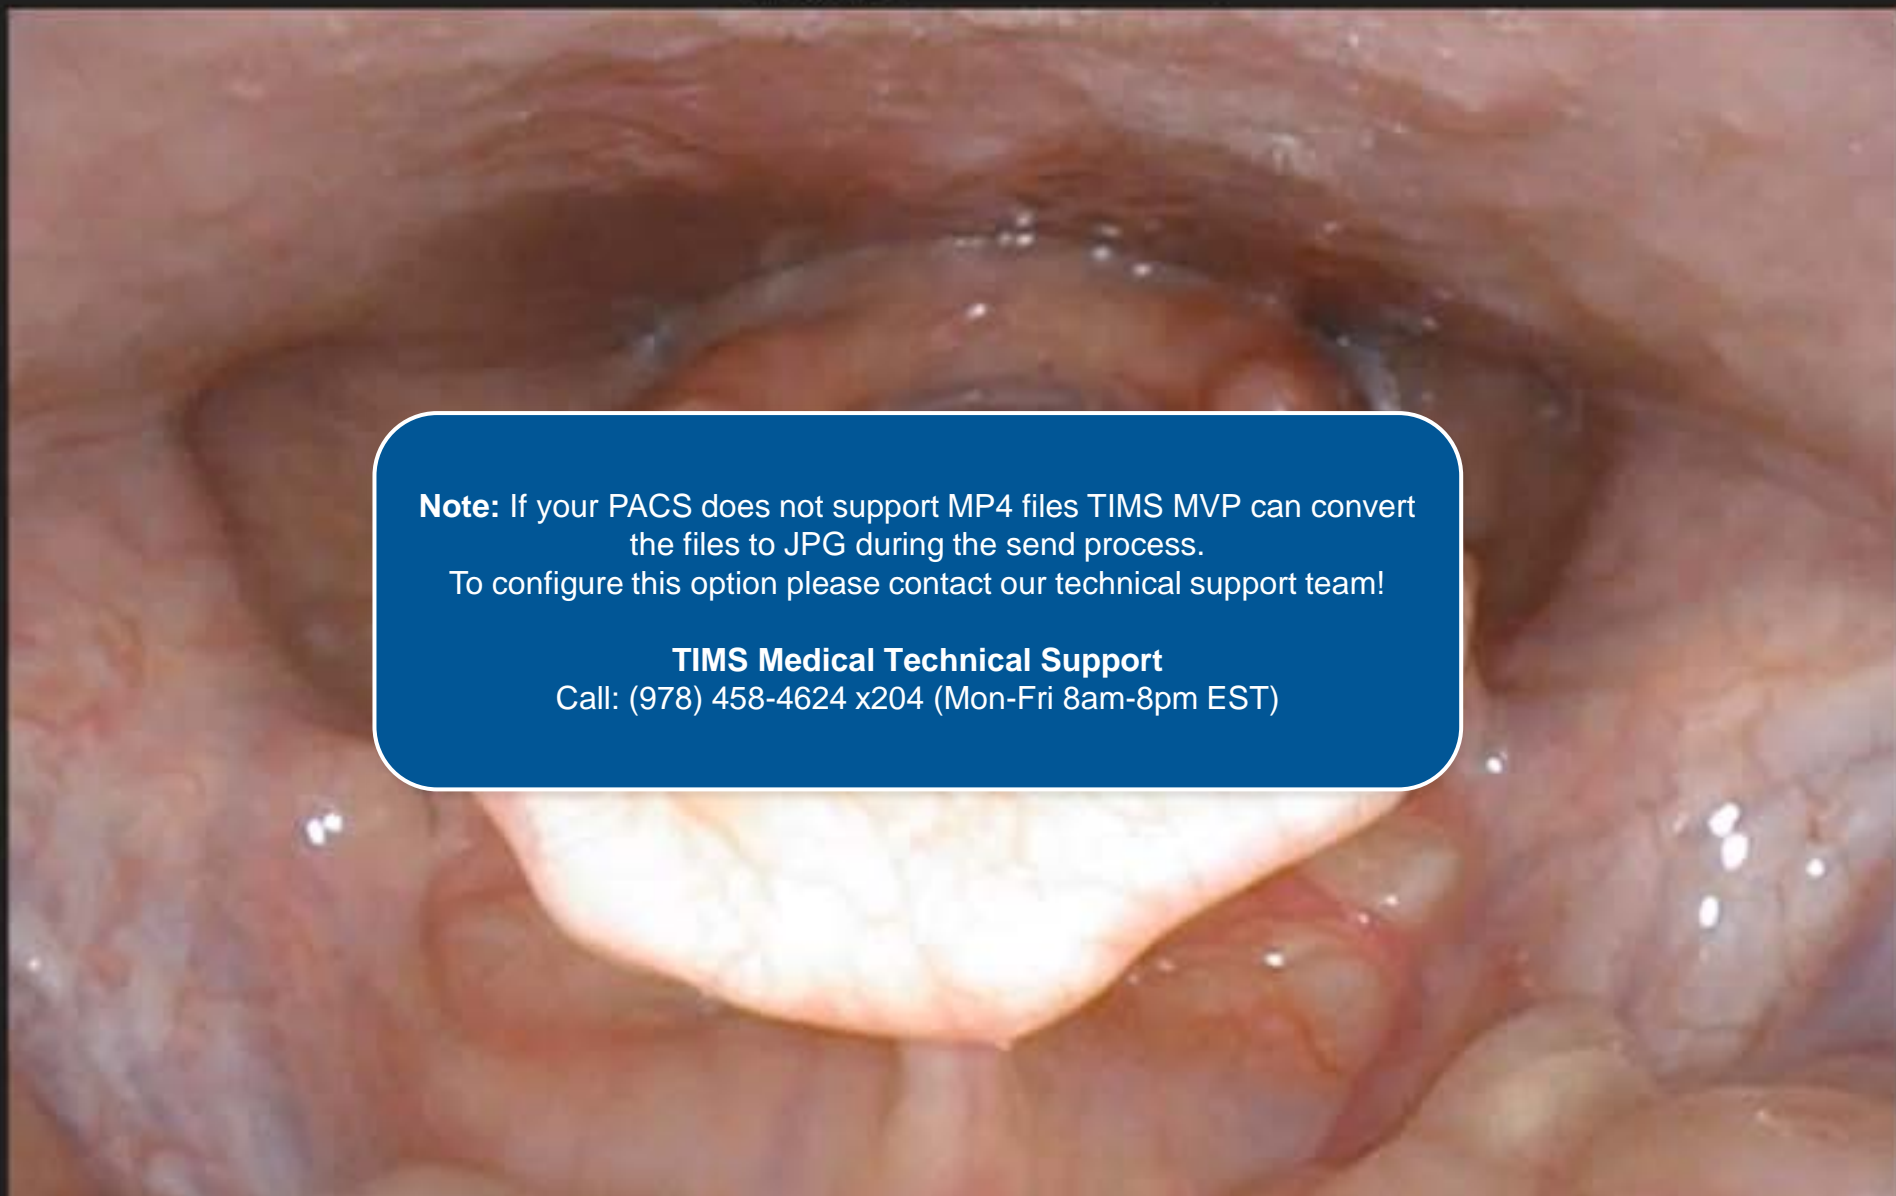 Note: If your PACS does not support MP4 files TIMS MVP can convert
the files to JPG during the send process.
To configure this option please contact our technical support team!
TIMS Medical Technical Support
Call: (978) 458-4624 x204 (Mon-Fri 8am-8pm EST)